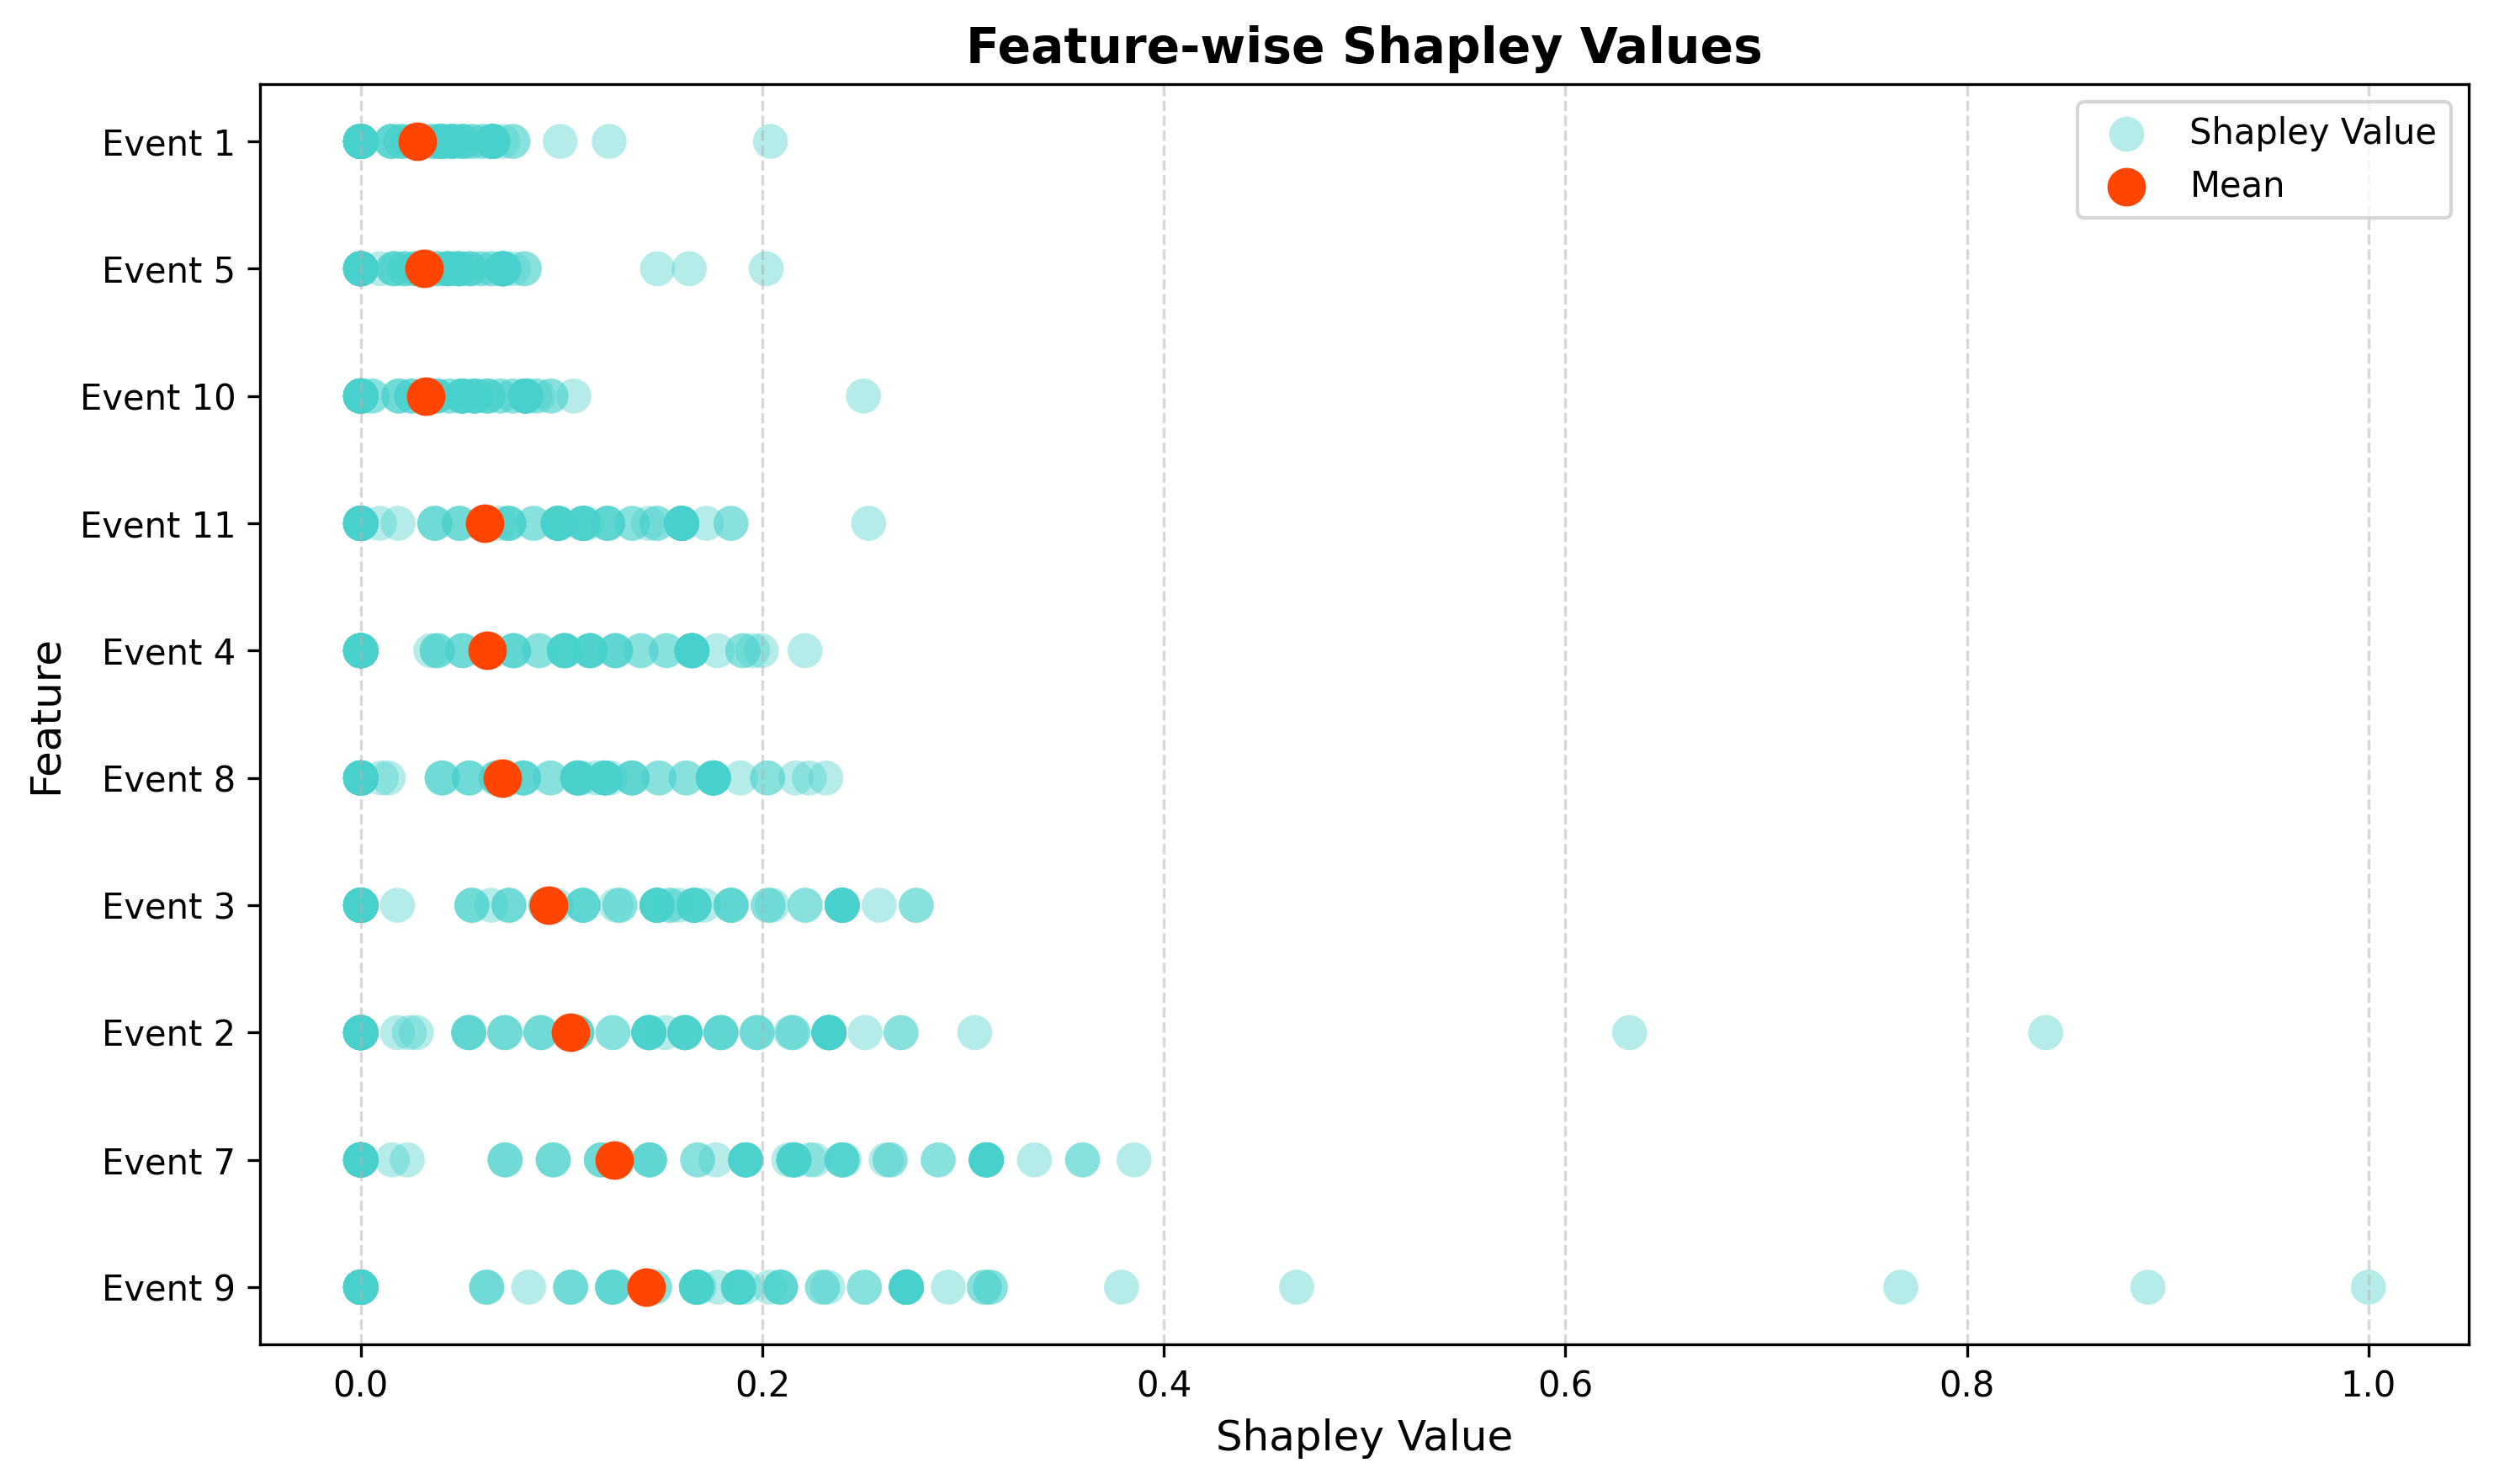 Feature-wise Shapley Values
Shapley Value
Mean
Event 1
Event 5
Event 10
Event 11
Event 4
Event 8
Event 3
Event 2
Event 7
Event 9
Feature
0.0 0.2 0.4 0.6 0.8 1.0
Shapley Value